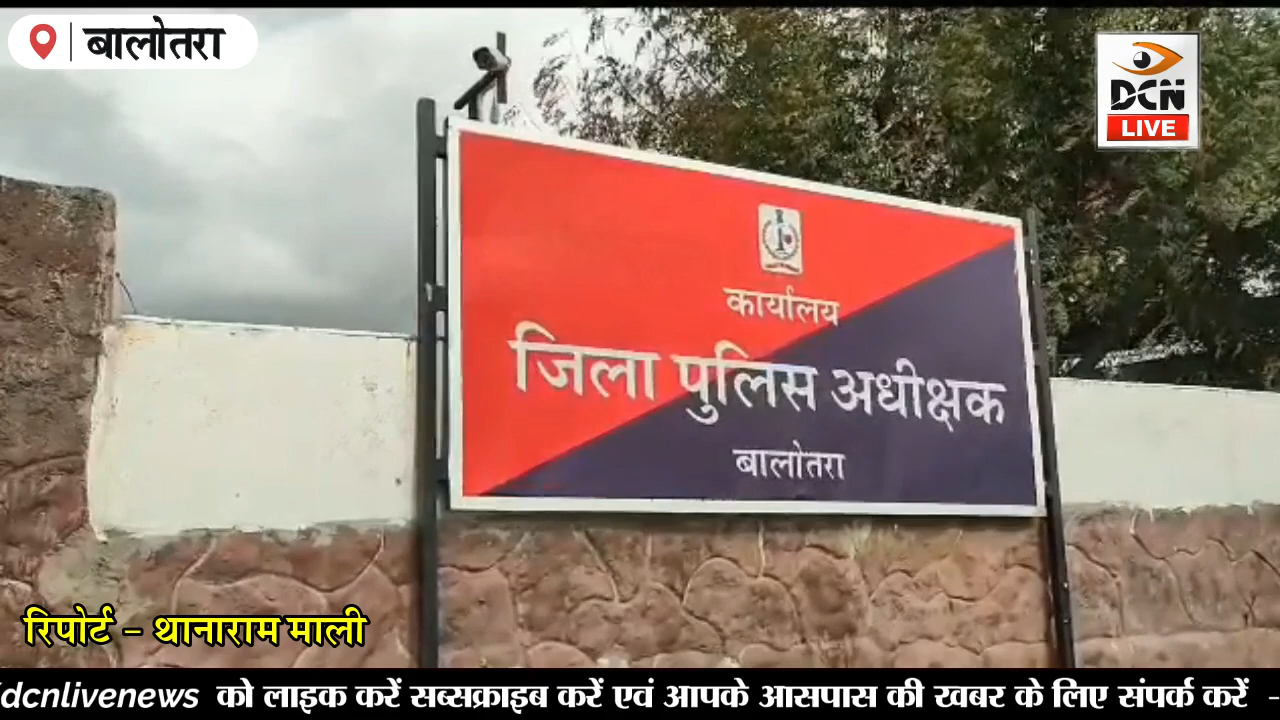 बालोतरा
DCN
LIVE
कार्यालय
जिला पुलिस अधीक्षक
बालोतरा
रिपोर्ट – थानाराम माली
/dcnlivenews को लाइक करें सब्सक्राइब करें एवं आपके आसपास की खबर के लिए संपर्क करें -